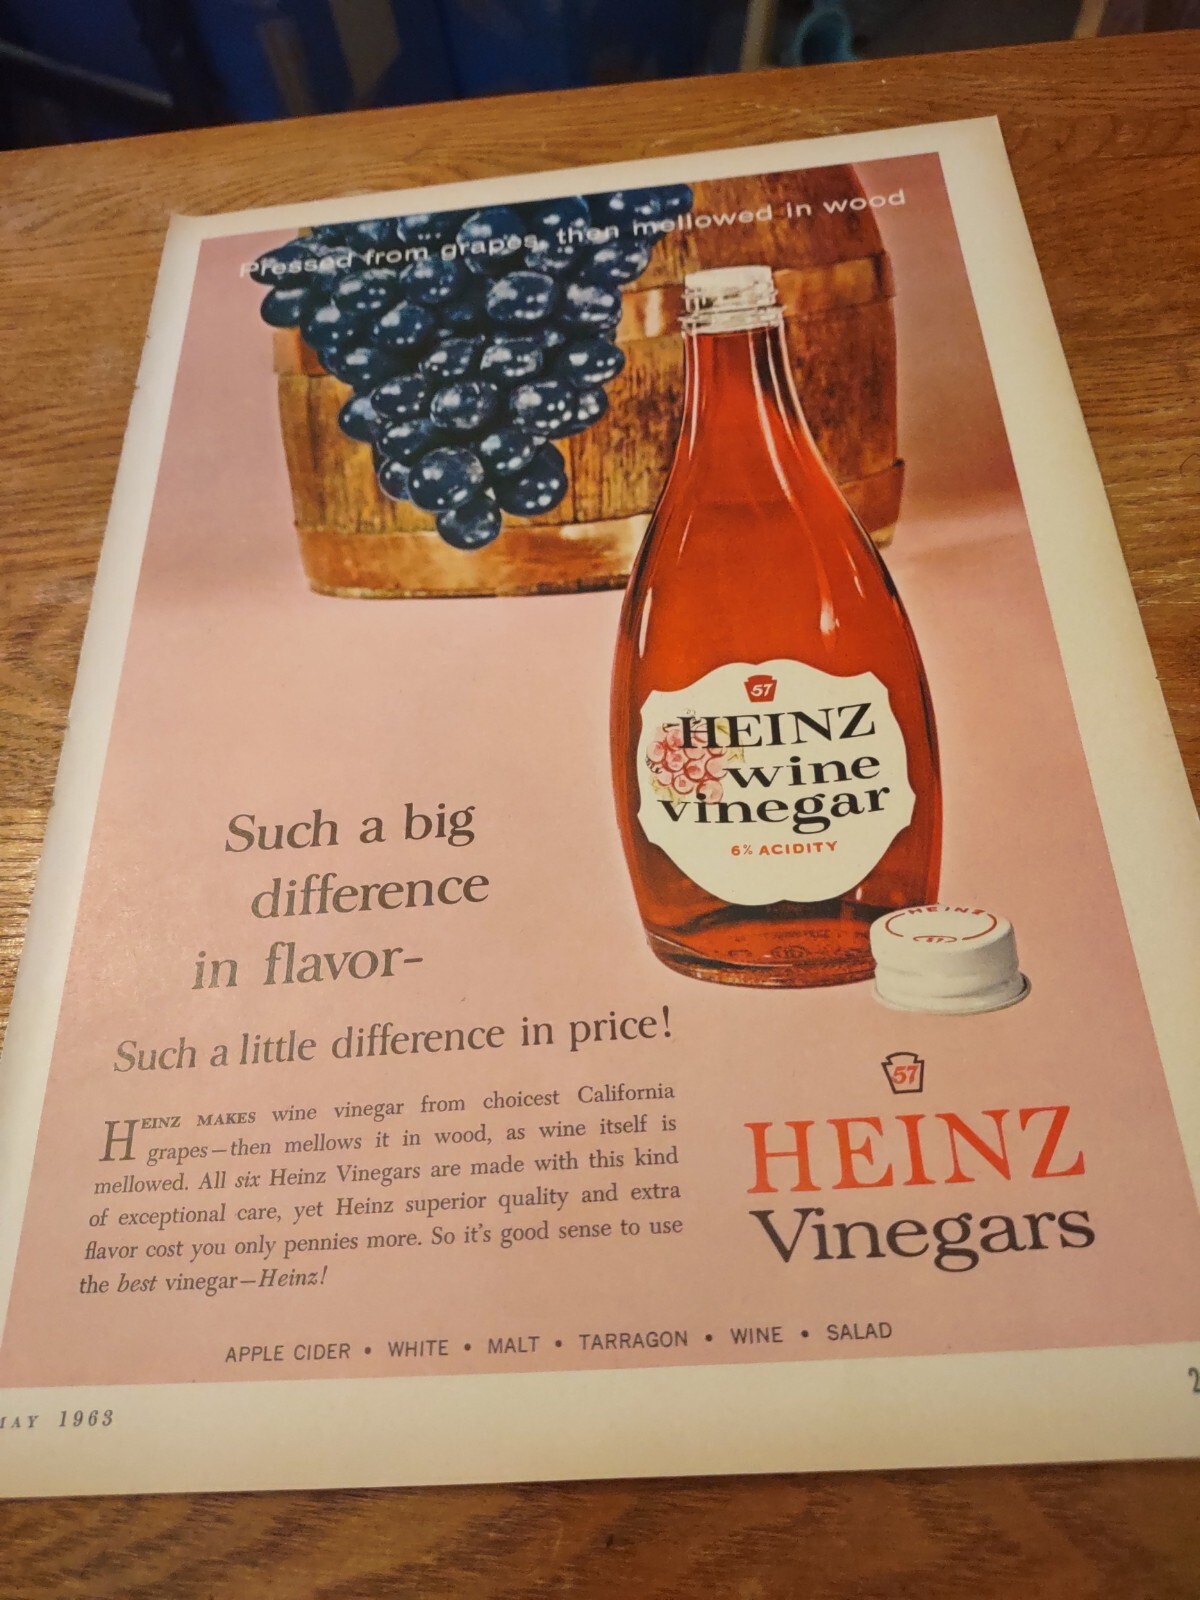 Pressed from grapes, then mellowed in wood
57
HEINZ
wine
vinegar
6% ACIDITY
HEINZ
57
Such a big
difference
in flavor-
Such a little difference in price!
HEINZ MAKES wine vinegar from choicest California
grapes—then mellows it in wood, as wine itself is
mellowed. All six Heinz Vinegars are made with this kind
of exceptional care, yet Heinz superior quality and extra
flavor cost you only pennies more. So it's good sense to use
the best vinegar—Heinz!
57
HEINZ
Vinegars
APPLE CIDER • WHITE • MALT • TARRAGON • WINE • SALAD
MAY 1963
2